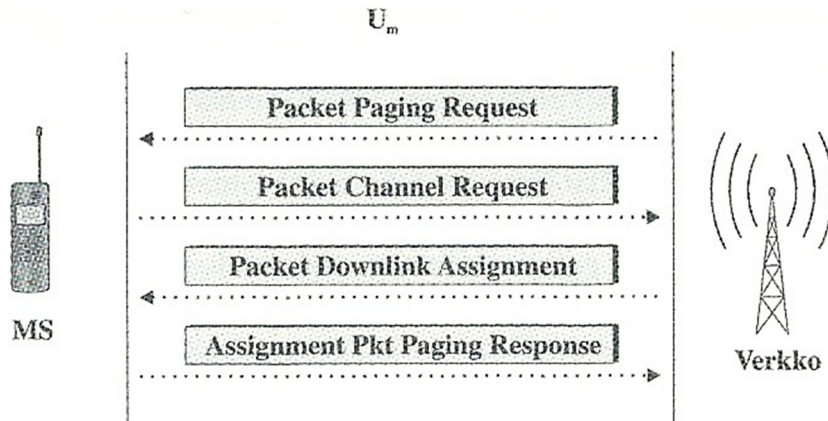 Um
Packet Paging Request
Packet Channel Request
Packet Downlink Assignment
Assignment Pkt Paging Response
MS
Verkko